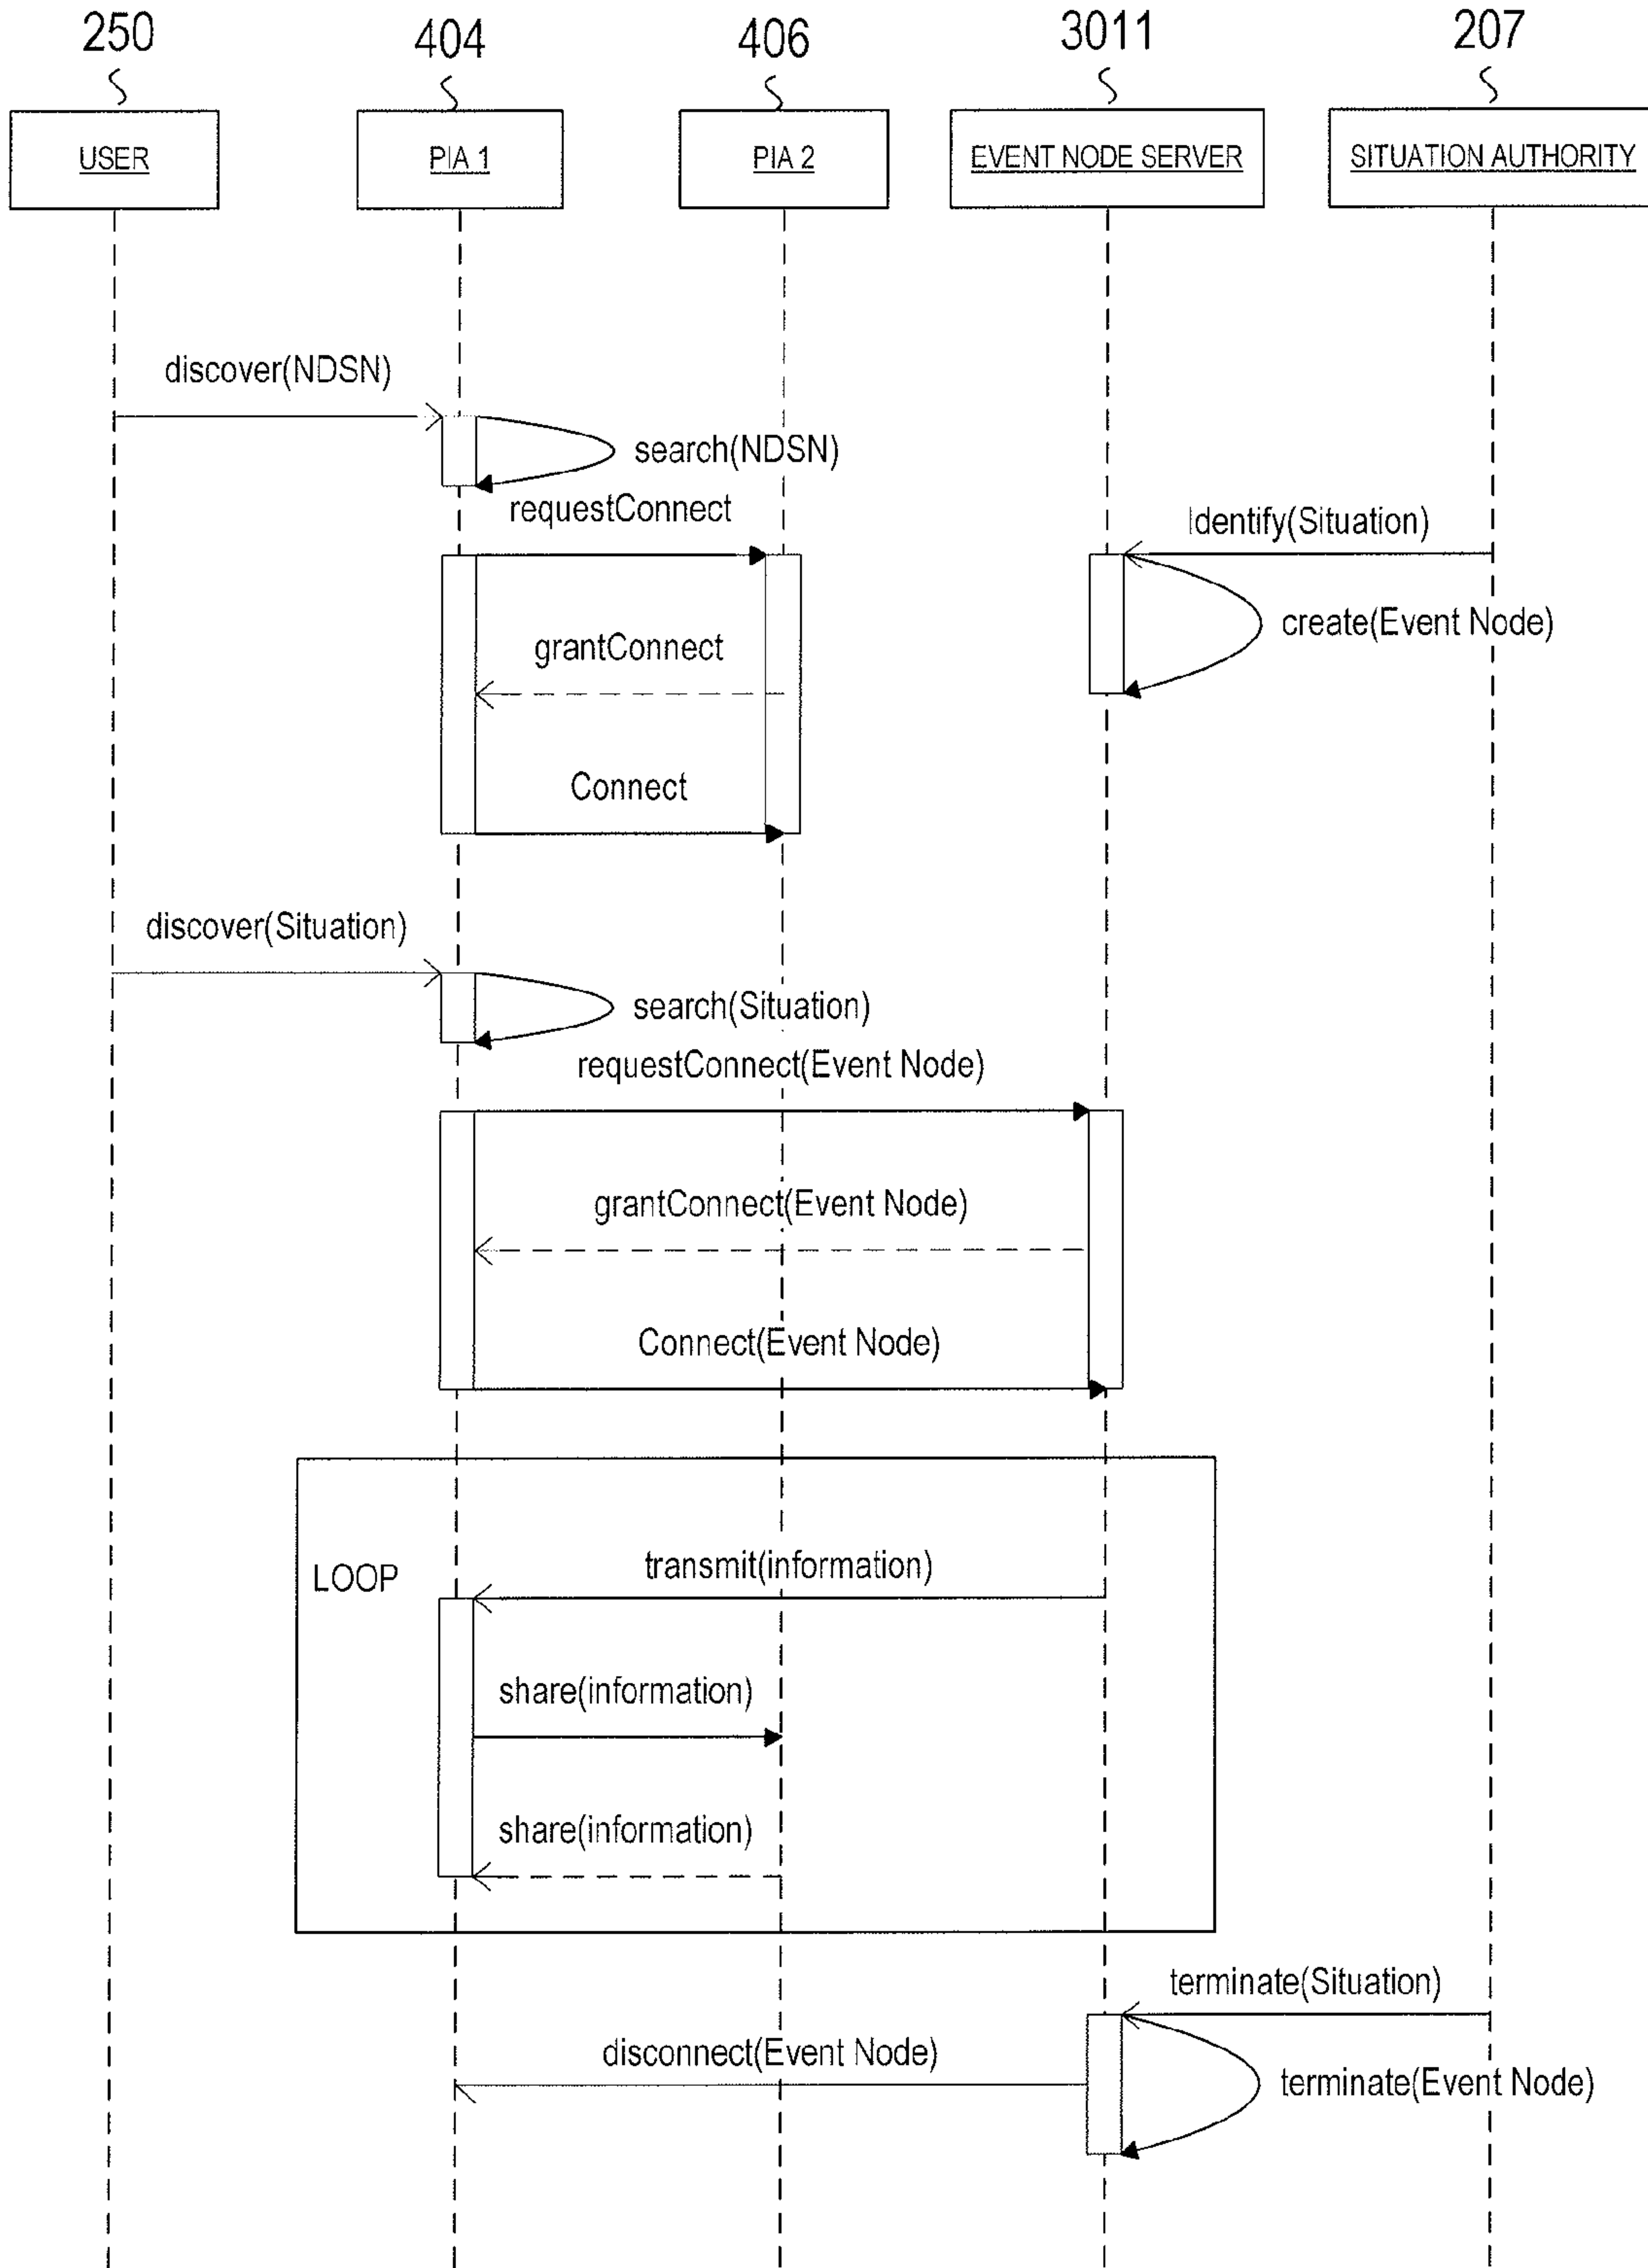 250 404 406 3011 207
USER PIA 1 PIA 2 EVENT NODE SERVER SITUATION AUTHORITY
discover(NDSN)
search(NDSN)
requestConnect
Identify(Situation)
create(Event Node)
grantConnect
Connect
discover(Situation)
search(Situation)
requestConnect(Event Node)
grantConnect(Event Node)
Connect(Event Node)
LOOP
transmit(information)
share(information)
share(information)
terminate(Situation)
disconnect(Event Node)
terminate(Event Node)